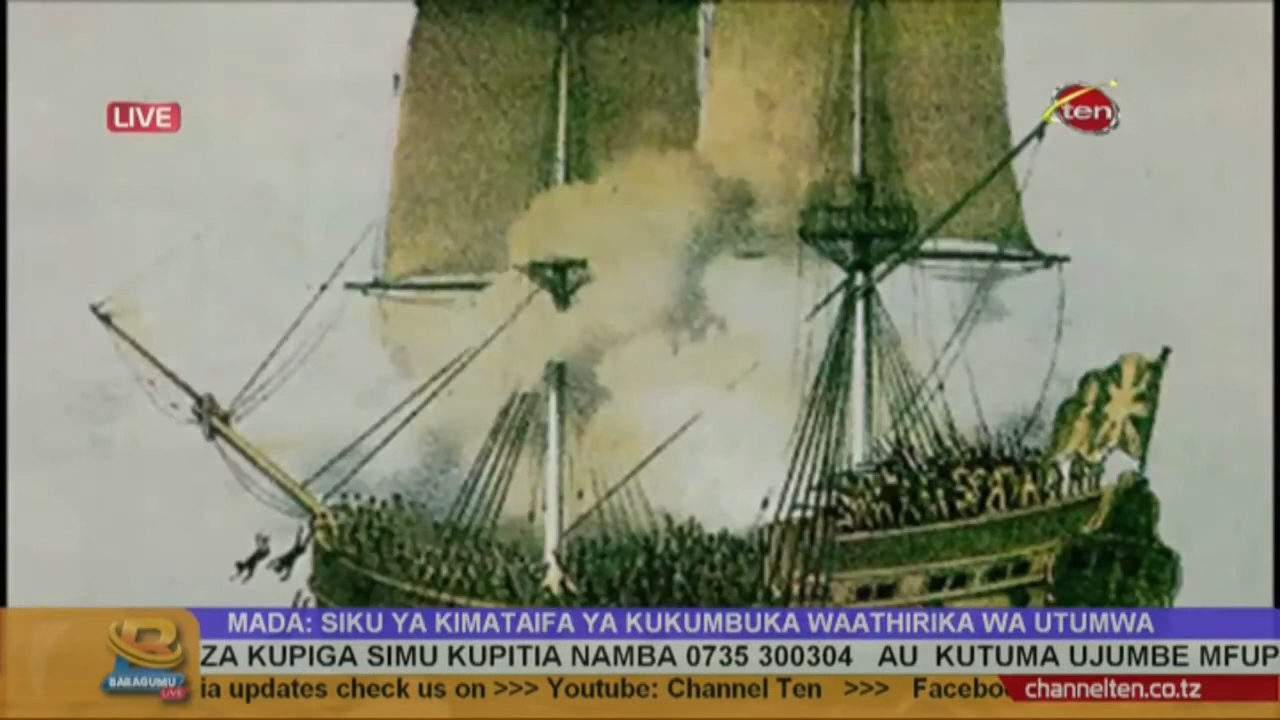 LIVE
ten
MADA: SIKU YA KIMATAIFA YA KUKUMBUKA WAATHIRIKA WA UTUMWA
ZA KUPIGA SIMU KUPITIA NAMBA 0735 300304 AU KUTUMA UJUMBE MFUP
BARAGUMU
LIVE
ia updates check us on >>> Youtube: Channel Ten >>> Facebo
channelten.co.tz